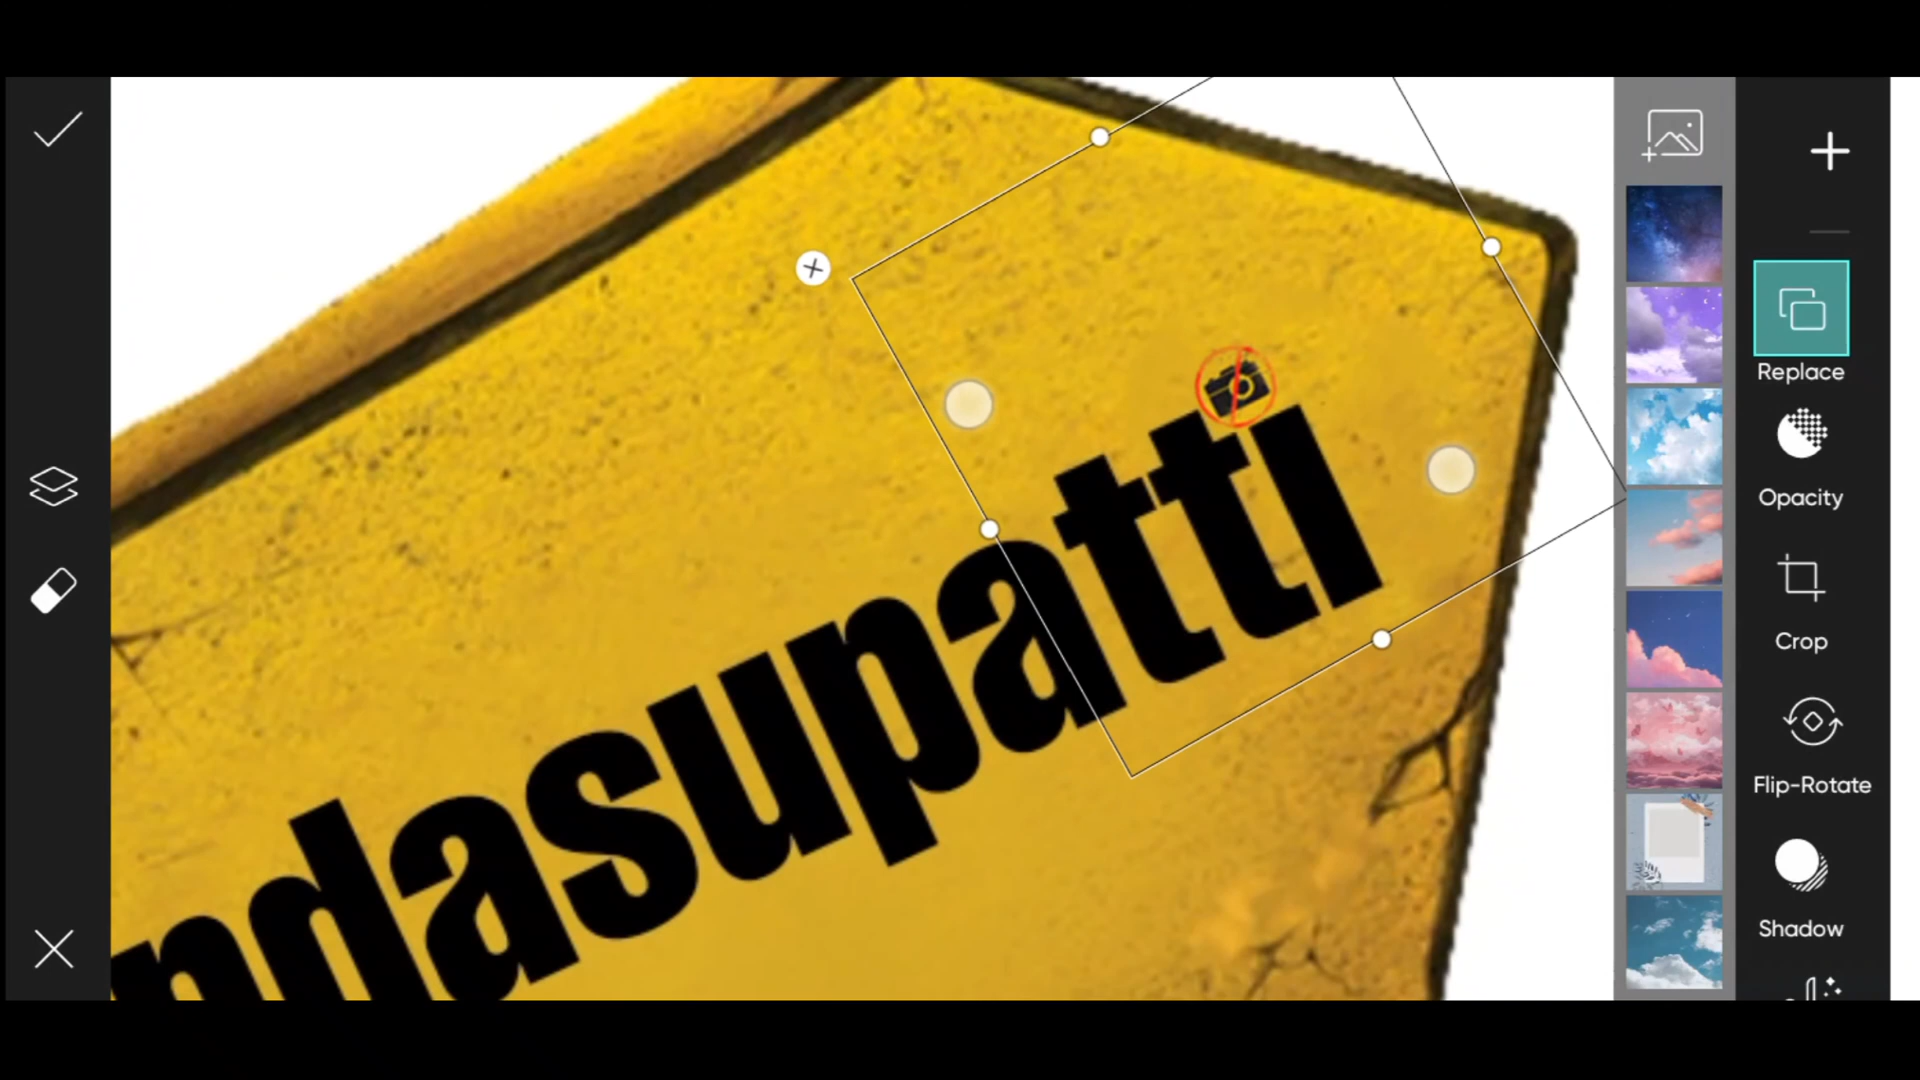 ndasupatti
Replace
Opacity
Crop
Flip-Rotate
Shadow